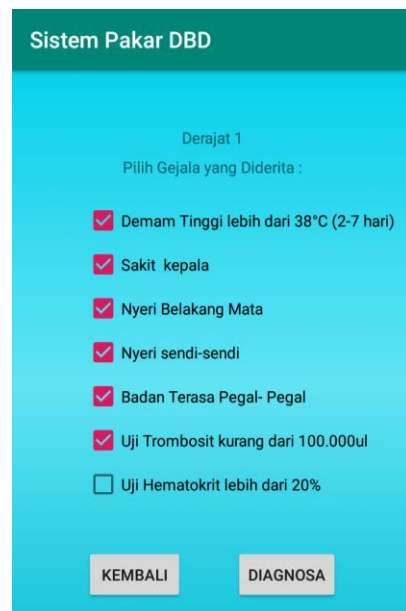 Sistem Pakar DBD
Derajat 1
Pilih Gejala yang Diderita :
Demam Tinggi lebih dari 38°C (2-7 hari)
Sakit kepala
Nyeri Belakang Mata
Nyeri sendi-sendi
Badan Terasa Pegal- Pegal
Uji Trombosit kurang dari 100.000ul
Uji Hematokrit lebih dari 20%
KEMBALI DIAGNOSA